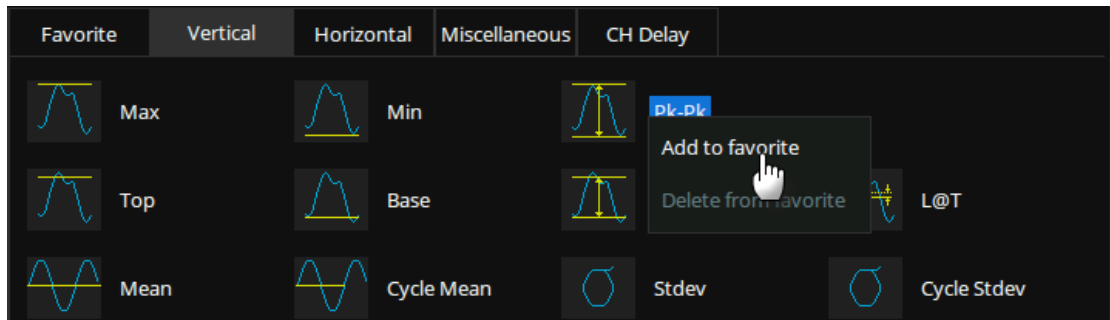 Favorite Vertical Horizontal Miscellaneous CH Delay
Max Min Pk-Pk
Add to favorite
Top Base Delete from favorite L@T
Mean Cycle Mean Stdev Cycle Stdev